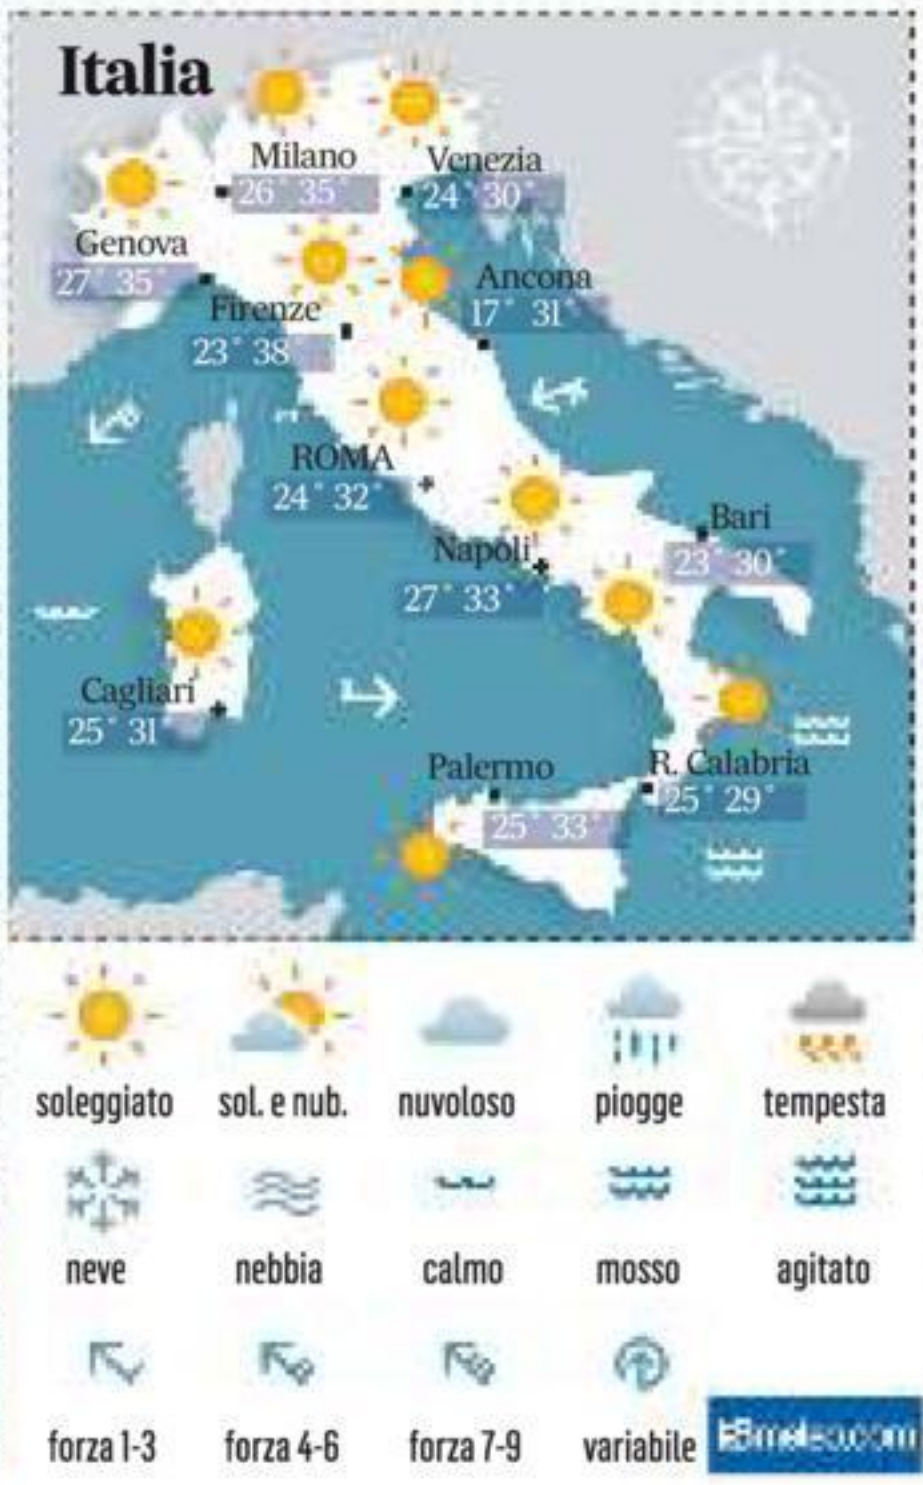 Italia
Milano
26° 35°
Venezia
24° 30°
Genova
27° 35°
Firenze
23° 38
Ancona
17° 31°
ROMA
24° 32°
Napoli
27° 33°
Bari
23° 30°
Cagliari
25° 31°
Palermo
25° 33°
R. Calabria
25° 29°
soleggiato sol. e nub. nuvoloso piogge tempesta
neve nebbia calmo mosso agitato
forza 1-3 forza 4-6 forza 7-9 variabile